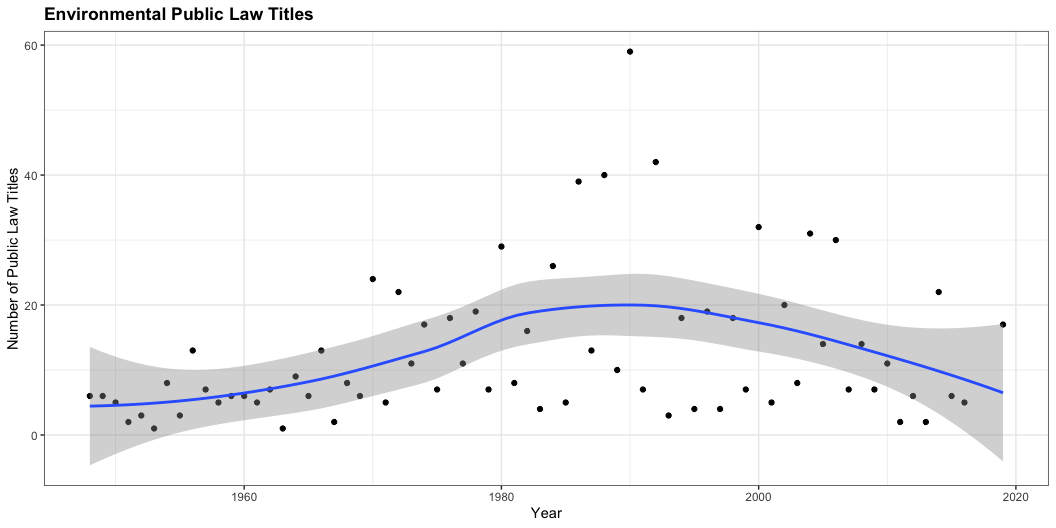 Environmental Public Law Titles
60
40
20
0
Number of Public Law Titles
1960
1980
2000
2020
Year